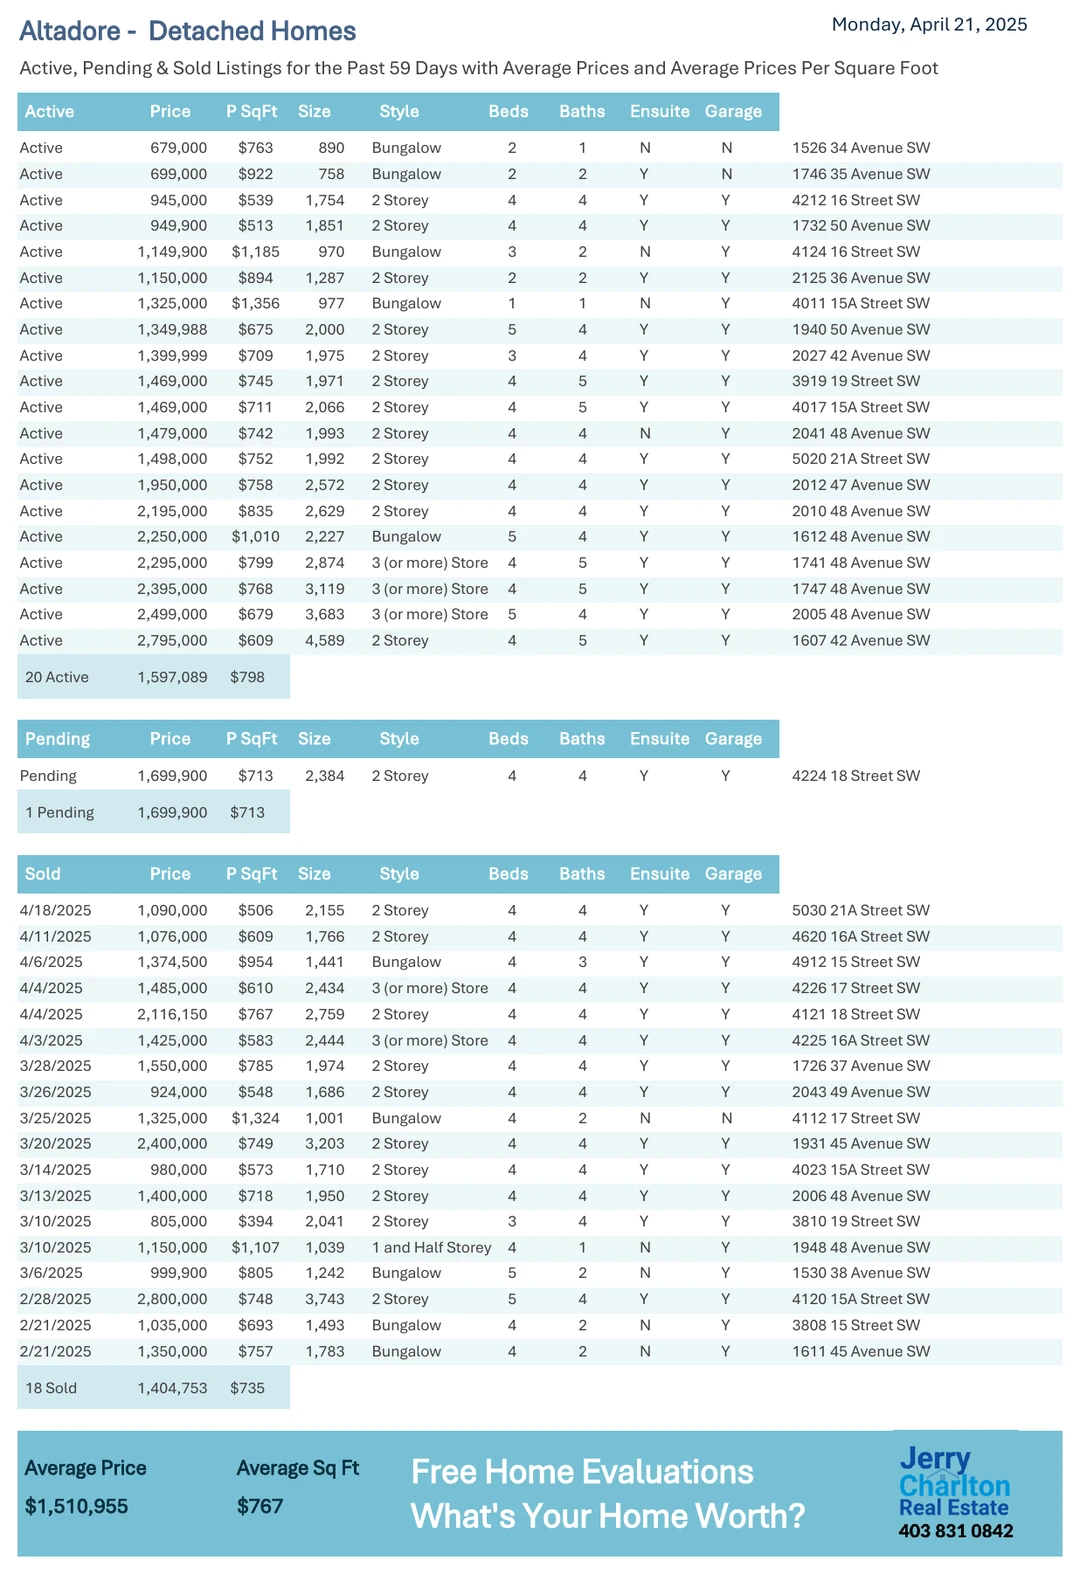 Altadore - Detached Homes
Monday, April 21, 2025
Active, Pending & Sold Listings for the Past 59 Days with Average Prices and Average Prices Per Square Foot
Active Price P SqFt Size Style Beds Baths Ensuite Garage
Active 679,000 $763 890 Bungalow 2 1 N N 1526 34 Avenue SW
Active 699,000 $922 758 Bungalow 2 2 Y N 1746 35 Avenue SW
Active 945,000 $539 1,754 2 Storey 4 4 Y Y 4212 16 Street SW
Active 949,900 $513 1,851 2 Storey 4 4 Y Y 1732 50 Avenue SW
Active 1,149,900 $1,185 970 Bungalow 3 2 N Y 4124 16 Street SW
Active 1,150,000 $894 1,287 2 Storey 2 2 Y Y 2125 36 Avenue SW
Active 1,325,000 $1,356 977 Bungalow 1 1 N Y 4011 15A Street SW
Active 1,349,988 $675 2,000 2 Storey 5 4 Y Y 1940 50 Avenue SW
Active 1,399,999 $709 1,975 2 Storey 3 4 Y Y 2027 42 Avenue SW
Active 1,469,000 $745 1,971 2 Storey 4 5 Y Y 3919 19 Street SW
Active 1,469,000 $711 2,066 2 Storey 4 5 Y Y 4017 15A Street SW
Active 1,479,000 $742 1,993 2 Storey 4 4 N Y 2041 48 Avenue SW
Active 1,498,000 $752 1,992 2 Storey 4 4 Y Y 5020 21A Street SW
Active 1,950,000 $758 2,572 2 Storey 4 4 Y Y 2012 47 Avenue SW
Active 2,195,000 $835 2,629 2 Storey 4 4 Y Y 2010 48 Avenue SW
Active 2,250,000 $1,010 2,227 Bungalow 5 4 Y Y 1612 48 Avenue SW
Active 2,295,000 $799 2,874 3 (or more) Store 4 5 Y Y 1741 48 Avenue SW
Active 2,395,000 $768 3,119 3 (or more) Store 4 5 Y Y 1747 48 Avenue SW
Active 2,499,000 $679 3,683 3 (or more) Store 5 4 Y Y 2005 48 Avenue SW
Active 2,795,000 $609 4,589 2 Storey 4 5 Y Y 1607 42 Avenue SW
20 Active 1,597,089 $798
Pending Price P SqFt Size Style Beds Baths Ensuite Garage
Pending 1,699,900 $713 2,384 2 Storey 4 4 Y Y 4224 18 Street SW
1 Pending 1,699,900 $713
Sold Price P SqFt Size Style Beds Baths Ensuite Garage
4/18/2025 1,090,000 $506 2,155 2 Storey 4 4 Y Y 5030 21A Street SW
4/11/2025 1,076,000 $609 1,766 2 Storey 4 4 Y Y 4620 16A Street SW
4/6/2025 1,374,500 $954 1,441 Bungalow 4 3 Y Y 4912 15 Street SW
4/4/2025 1,485,000 $610 2,434 3 (or more) Store 4 4 Y Y 4226 17 Street SW
4/4/2025 2,116,150 $767 2,759 2 Storey 4 4 Y Y 4121 18 Street SW
4/3/2025 1,425,000 $583 2,444 3 (or more) Store 4 4 Y Y 4225 16A Street SW
3/28/2025 1,550,000 $785 1,974 2 Storey 4 4 Y Y 1726 37 Avenue SW
3/26/2025 924,000 $548 1,686 2 Storey 4 4 Y Y 2043 49 Avenue SW
3/25/2025 1,325,000 $1,324 1,001 Bungalow 4 2 N N 4112 17 Street SW
3/20/2025 2,400,000 $749 3,203 2 Storey 4 4 Y Y 1931 45 Avenue SW
3/14/2025 980,000 $573 1,710 2 Storey 4 4 Y Y 4023 15A Street SW
3/13/2025 1,400,000 $718 1,950 2 Storey 4 4 Y Y 2006 48 Avenue SW
3/10/2025 805,000 $394 2,041 2 Storey 3 4 Y Y 3810 19 Street SW
3/10/2025 1,150,000 $1,107 1,039 1 and Half Storey 4 1 N Y 1948 48 Avenue SW
3/6/2025 999,900 $805 1,242 Bungalow 5 2 N Y 1530 38 Avenue SW
2/28/2025 2,800,000 $748 3,743 2 Storey 5 4 Y Y 4120 15A Street SW
2/21/2025 1,035,000 $693 1,493 Bungalow 4 2 N Y 3808 15 Street SW
2/21/2025 1,350,000 $757 1,783 Bungalow 4 2 N Y 1611 45 Avenue SW
18 Sold 1,404,753 $735
Average Price Average Sq Ft
$1,510,955 $767
Free Home Evaluations
What's Your Home Worth?
Jerry
Charlton
Real Estate
403 831 0842